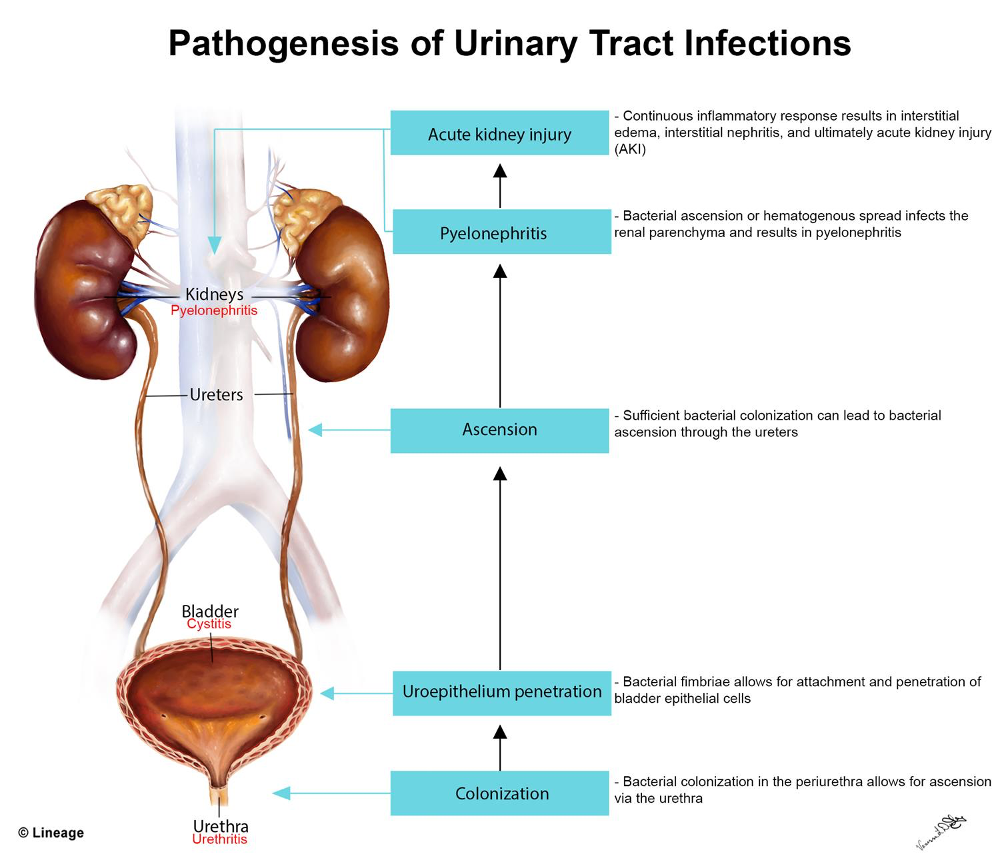 Pathogenesis of Urinary Tract Infections
Acute kidney injury
- Continuous inflammatory response results in interstitial
edema, interstitial nephritis, and ultimately acute kidney injury
(AKI)
Pyelonephritis
- Bacterial ascension or hematogenous spread infects the
renal parenchyma and results in pyelonephritis
Kidneys
Pyelonephritis
Ureters
Ascension
- Sufficient bacterial colonization can lead to bacterial
ascension through the ureters
Bladder
Cystitis
Uroepithelium penetration
- Bacterial fimbriae allows for attachment and penetration of
bladder epithelial cells
Colonization
- Bacterial colonization in the periurethra allows for ascension
via the urethra
Urethra
Urethritis
© Lineage